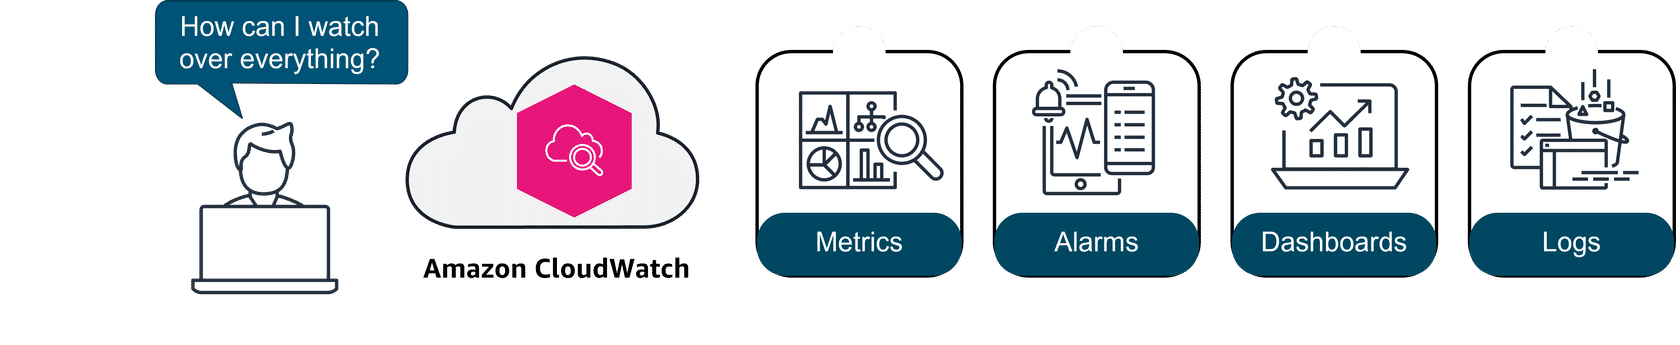 How can I watch
over everything?
Amazon CloudWatch
Metrics
Alarms
Dashboards
Logs